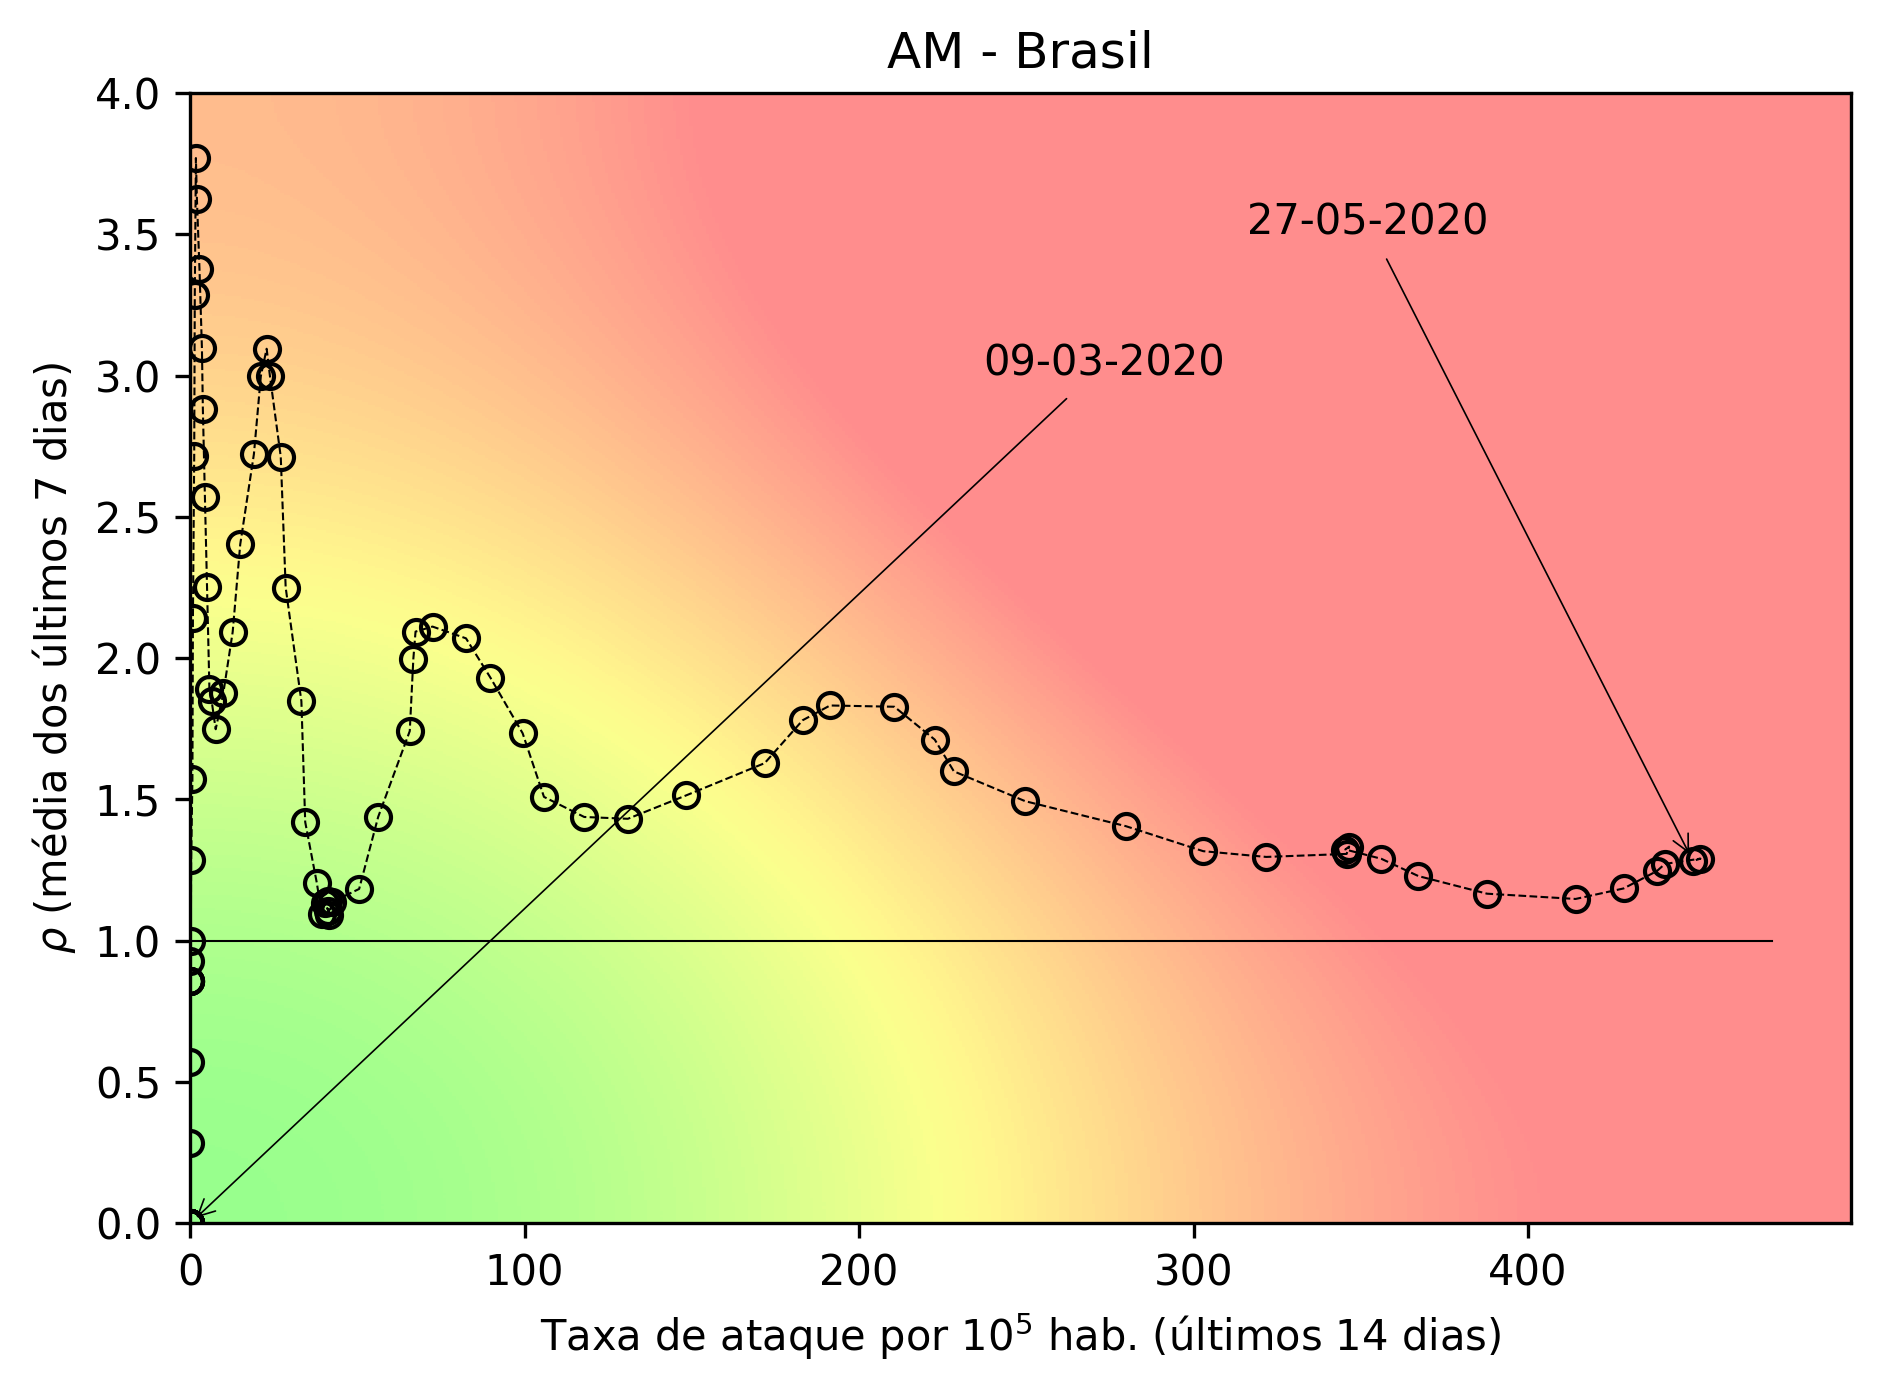 AM - Brasil
4.0
3.5
3.0
2.5
2.0
1.5
1.0
0.5
0.0
ρ (média dos últimos 7 dias)
27-05-2020
09-03-2020
0 100 200 300 400
Taxa de ataque por 10⁵ hab. (últimos 14 dias)